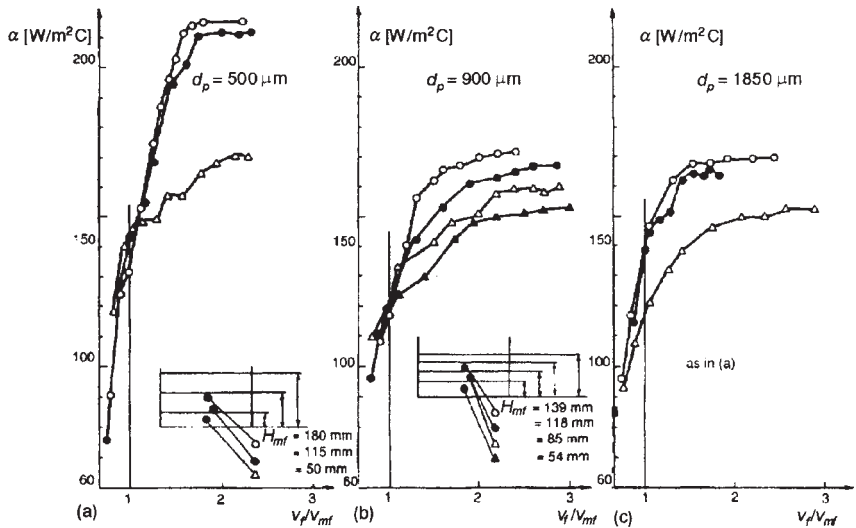 α [W/m²C]
200
150
100
60
d_p = 500 μm
H_mf
= 180 mm
= 115 mm
= 50 mm
1
2
3
(a)
v_f/v_mf
α [W/m²C]
200
150
100
60
d_p = 900 μm
H_mf
= 139 mm
= 118 mm
= 85 mm
= 54 mm
1
2
3
(b)
v_f/v_mf
α [W/m²C]
200
150
100
60
d_p = 1850 μm
as in (a)
1
2
3
(c)
v_f/v_mf